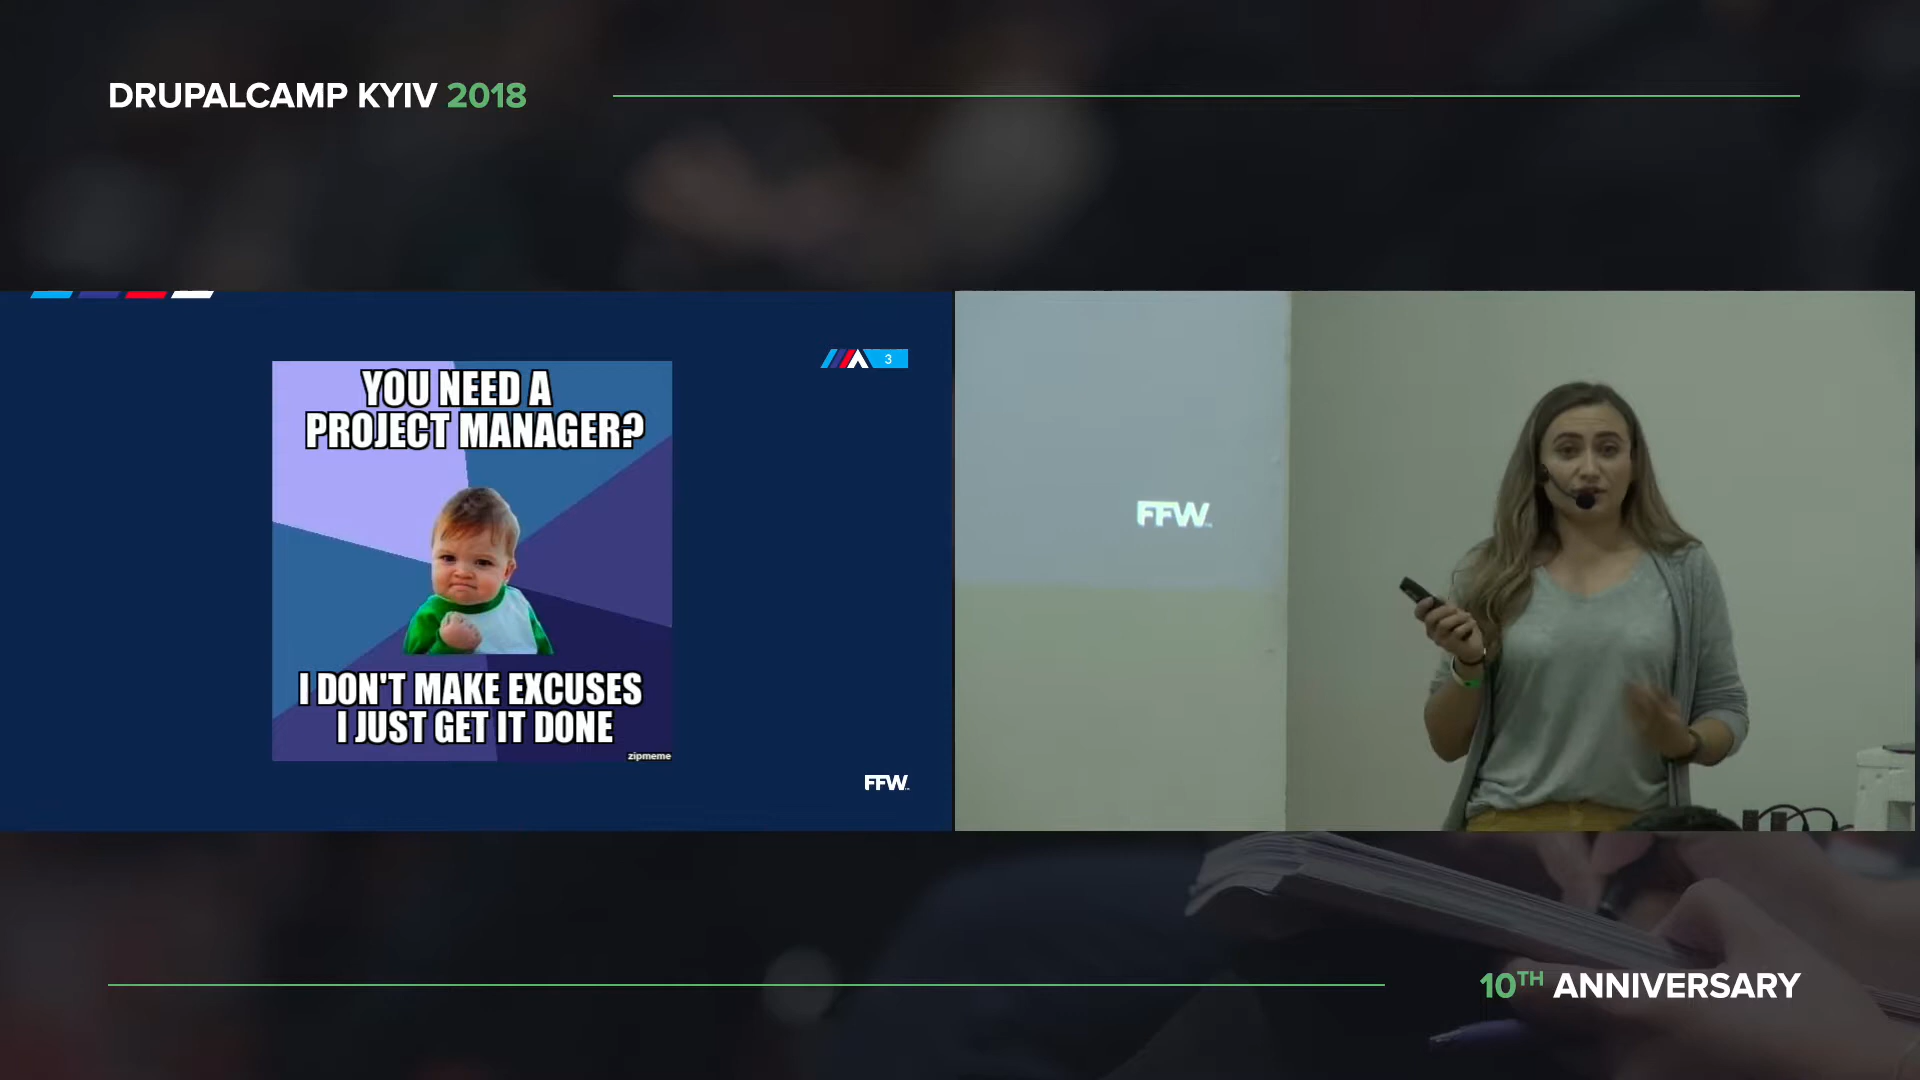 DRUPALCAMP KYIV 2018
3
YOU NEED A
PROJECT MANAGER?
I DON'T MAKE EXCUSES
I JUST GET IT DONE
zipmeme
FFW
FFW
10TH ANNIVERSARY